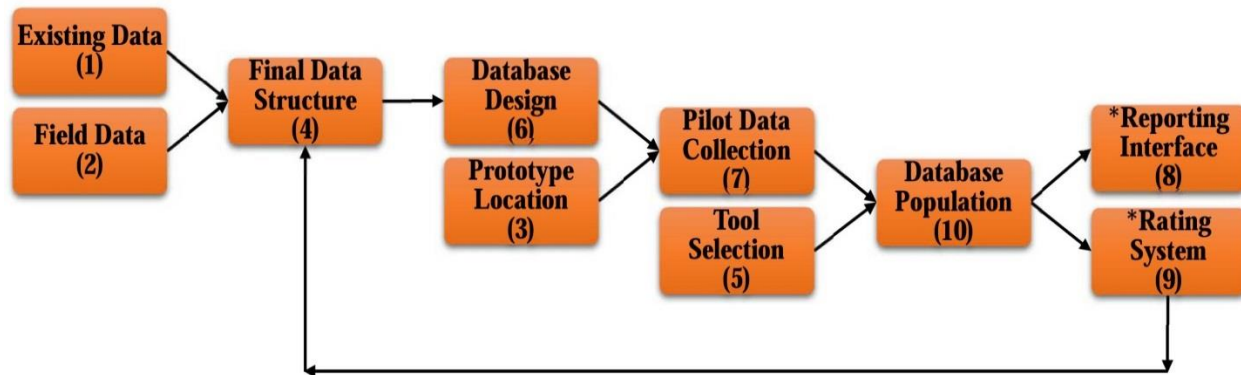 Existing Data
(1)
Field Data
(2)
Final Data
Structure
(4)
Database
Design
(6)
Prototype
Location
(3)
Pilot Data
Collection
(7)
Tool
Selection
(5)
Database
Population
(10)
*Reporting
Interface
(8)
*Rating
System
(9)